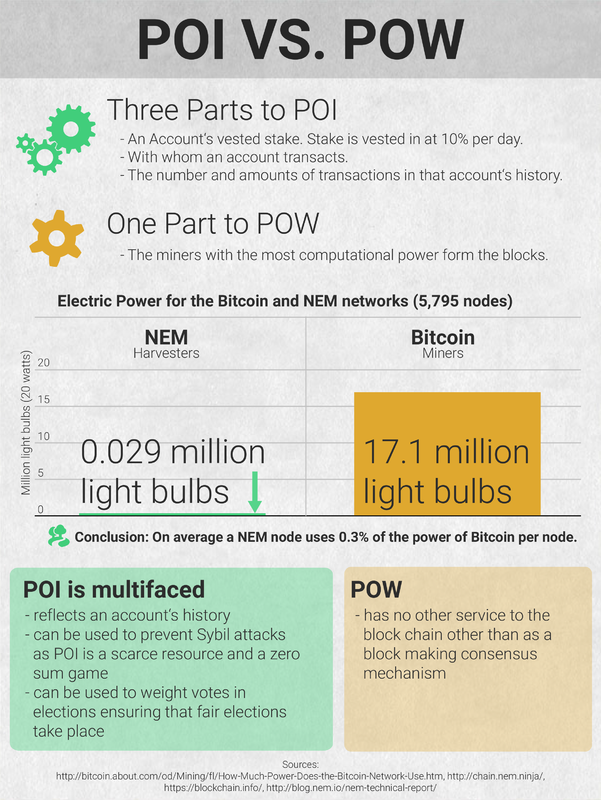 POI VS. POW
Three Parts to POI
- An Account's vested stake. Stake is vested in at 10% per day.
- With whom an account transacts.
- The number and amounts of transactions in that account's history.
One Part to POW
- The miners with the most computational power form the blocks.
Electric Power for the Bitcoin and NEM networks (5,795 nodes)
NEM
Harvesters
Bitcoin
Miners
Million light bulbs (20 watts)
20
15
10
5
0
0.029 million
light bulbs
17.1 million
light bulbs
Conclusion: On average a NEM node uses 0.3% of the power of Bitcoin per node.
POI is multifaced
- reflects an account's history
- can be used to prevent Sybil attacks
as POI is a scarce resource and a zero
sum game
- can be used to weight votes in
elections ensuring that fair elections
take place
POW
- has no other service to the
block chain other than as a
block making consensus
mechanism
Sources:
http://bitcoin.about.com/od/Mining/fl/How-Much-Power-Does-the-Bitcoin-Network-Use.htm, http://chain.nem.ninja/,
https://blockchain.info/, http://blog.nem.io/nem-technical-report/